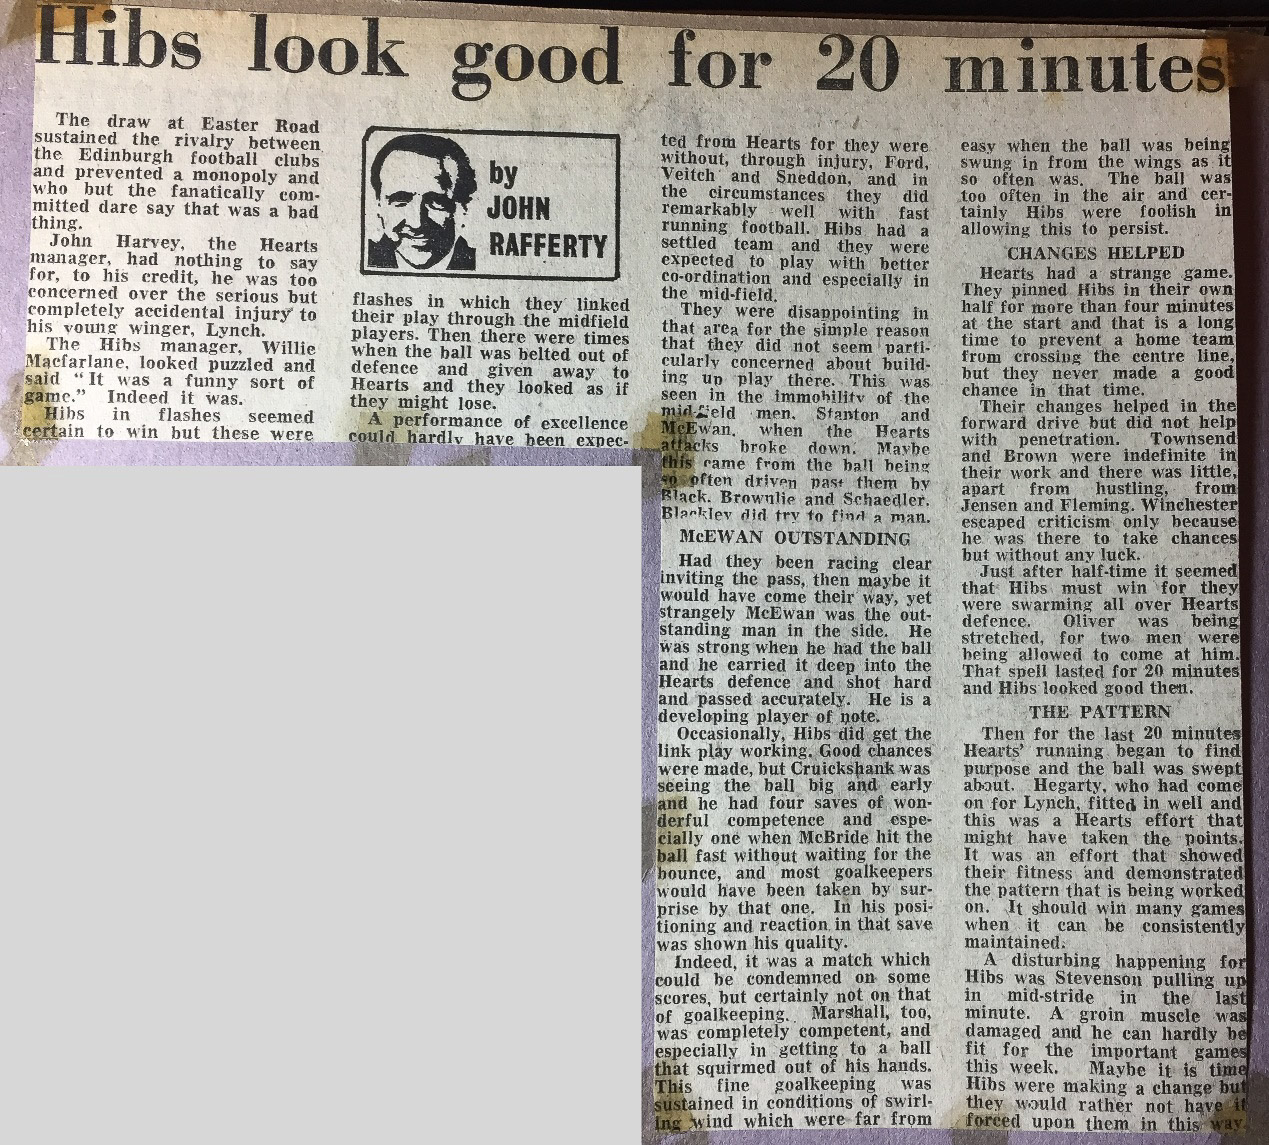 Hibs look good for 20 minutes
The draw at Easter Road
sustained the rivalry between
the Edinburgh football clubs
and prevented a monopoly and
who but the fanatically com-
mitted dare say that was a bad
thing.
John Harvey, the Hearts
manager, had nothing to say
for, to his credit, he was too
concerned over the serious but
completely accidental injury to
his young winger, Lynch.
The Hibs manager, Willie
Macfarlane, looked puzzled and
said "It was a funny sort of
game." Indeed it was.
Hibs in flashes seemed
certain to win but these were
by
JOHN
RAFFERTY
flashes in which they linked
their play through the midfield
players. Then there were times
when the ball was belted out of
defence and given away to
Hearts and they looked as if
they might lose.
A performance of excellence
could hardly have been expec-
ted from Hearts for they were
without, through injury, Ford,
Veitch and Sneddon, and in
the circumstances they did
remarkably well with fast
running football. Hibs had a
settled team and they were
expected to play with better
co-ordination and especially in
the mid-field.
They were disappointing in
that area for the simple reason
that they did not seem parti-
cularly concerned about build-
ing up play there. This was
seen in the immobility of the
mid-field men, Stanton and
McEwan, when the Hearts
attacks broke down. Maybe
this came from the ball being
so often driven past them by
Black, Brownlie and Schaedler.
Blackley did try to find a man.
McEWAN OUTSTANDING
Had they been racing clear
inviting the pass, then maybe it
would have come their way, yet
strangely McEwan was the out-
standing man in the side. He
was strong when he had the ball
and he carried it deep into the
Hearts defence and shot hard
and passed accurately. He is a
developing player of note.
Occasionally, Hibs did get the
link play working. Good chances
were made, but Cruickshank was
seeing the ball big and early
and he had four saves of won-
derful competence and espe-
cially one when McBride hit the
ball fast without waiting for the
bounce, and most goalkeepers
would have been taken by sur-
prise by that one. In his posi-
tioning and reaction in that save
was shown his quality.
Indeed, it was a match which
could be condemned on some
scores, but certainly not on that
of goalkeeping. Marshall, too,
was completely competent, and
especially in getting to a ball
that squirmed out of his hands.
This fine goalkeeping was
sustained in conditions of swirl-
ing wind which were far from
easy when the ball was being
swung in from the wings as it
so often was. The ball was
too often in the air and cer-
tainly Hibs were foolish in
allowing this to persist.
CHANGES HELPED
Hearts had a strange game.
They pinned Hibs in their own
half for more than four minutes
at the start and that is a long
time to prevent a home team
from crossing the centre line,
but they never made a good
chance in that time.
Their changes helped in the
forward drive but did not help
with penetration. Townsend
and Brown were indefinite in
their work and there was little,
apart from hustling, from
Jensen and Fleming. Winchester
escaped criticism only because
he was there to take chances
but without any luck.
Just after half-time it seemed
that Hibs must win for they
were swarming all over Hearts
defence. Oliver was being
stretched, for two men were
being allowed to come at him.
That spell lasted for 20 minutes
and Hibs looked good then.
THE PATTERN
Then for the last 20 minutes
Hearts' running began to find
purpose and the ball was swept
about. Hegarty, who had come
on for Lynch, fitted in well and
this was a Hearts effort that
might have taken the points.
It was an effort that showed
their fitness and demonstrated
the pattern that is being worked
on. It should win many games
when it can be consistently
maintained.
A disturbing happening for
Hibs was Stevenson pulling up
in mid-stride in the last
minute. A groin muscle was
damaged and he can hardly be
fit for the important games
this week. Maybe it is time
Hibs were making a change but
they would rather not have it
forced upon them in this way.